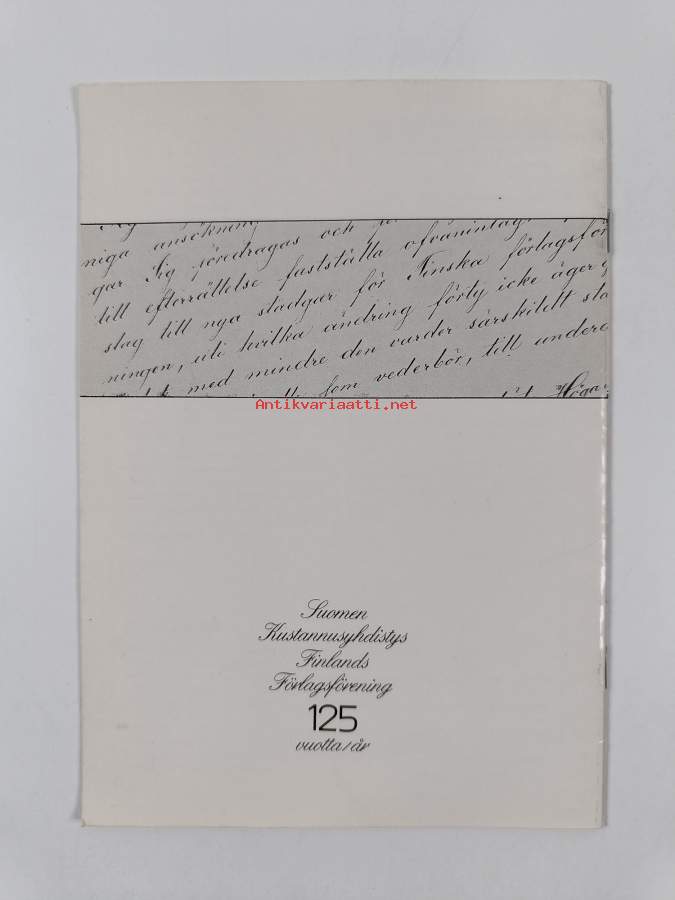 niga ansökning
gar Sig föredragas och
till efterrättelse fastställa ofvanintag
slag till nya stadgar för Finska förlagsför
ningen, uti hvilka ändring förty icke äger
med mindre den varder särskildt sta
som vederbör, till undere
Höga
Antikvariaatti.net
Suomen
Kustannusyhdistys
Finlands
Förlagsförening
125
vuotta/år